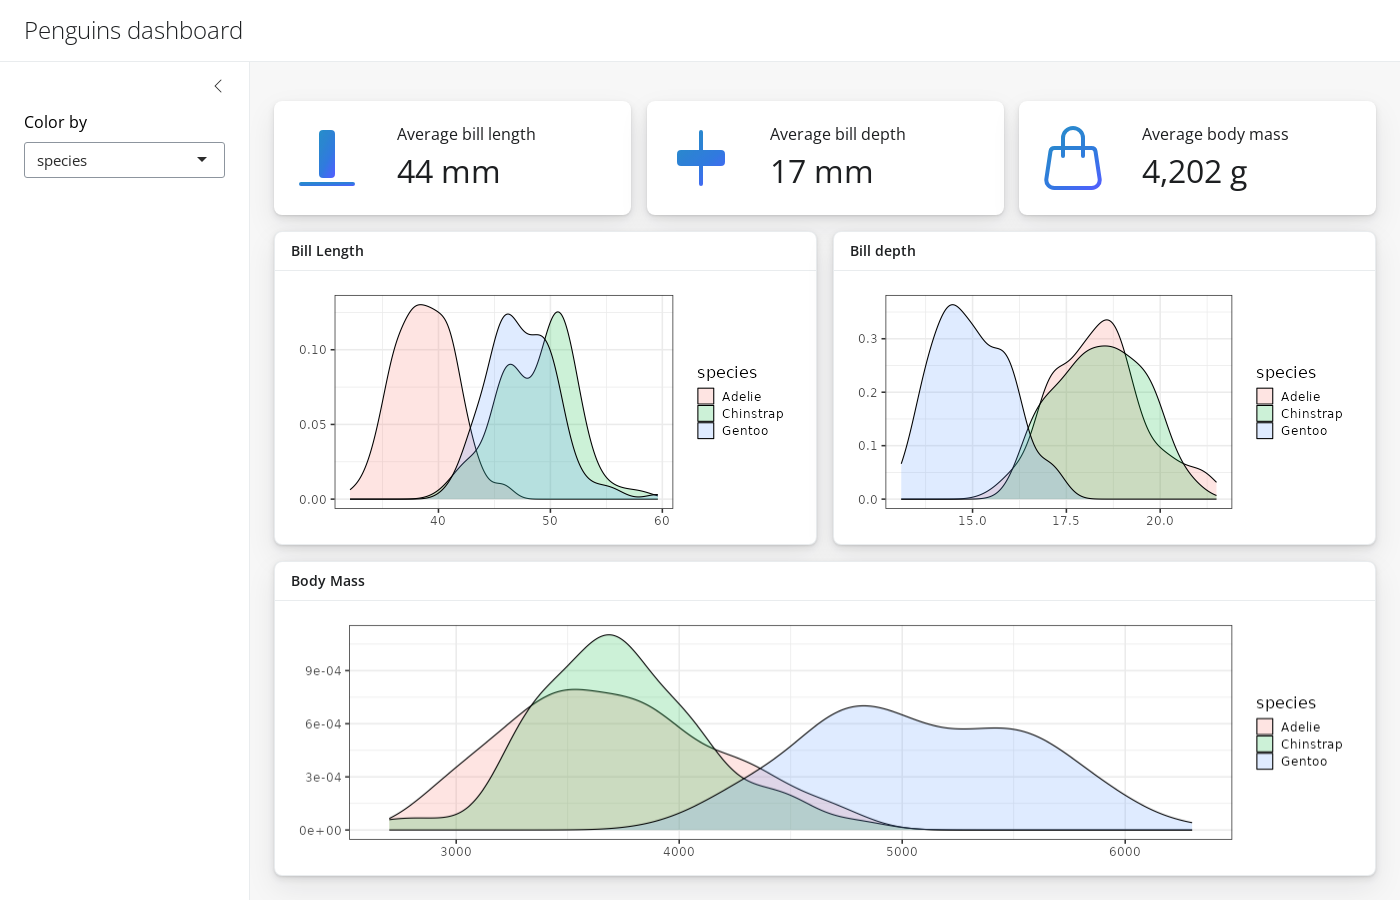 Penguins dashboard
Color by
species
Average bill length
44 mm
Average bill depth
17 mm
Average body mass
4,202 g
Bill Length
0.10
0.05
0.00
40 50 60
species
Adelie
Chinstrap
Gentoo
Bill depth
0.3
0.2
0.1
0.0
15.0 17.5 20.0
species
Adelie
Chinstrap
Gentoo
Body Mass
9e-04
6e-04
3e-04
0e+00
3000 4000 5000 6000
species
Adelie
Chinstrap
Gentoo